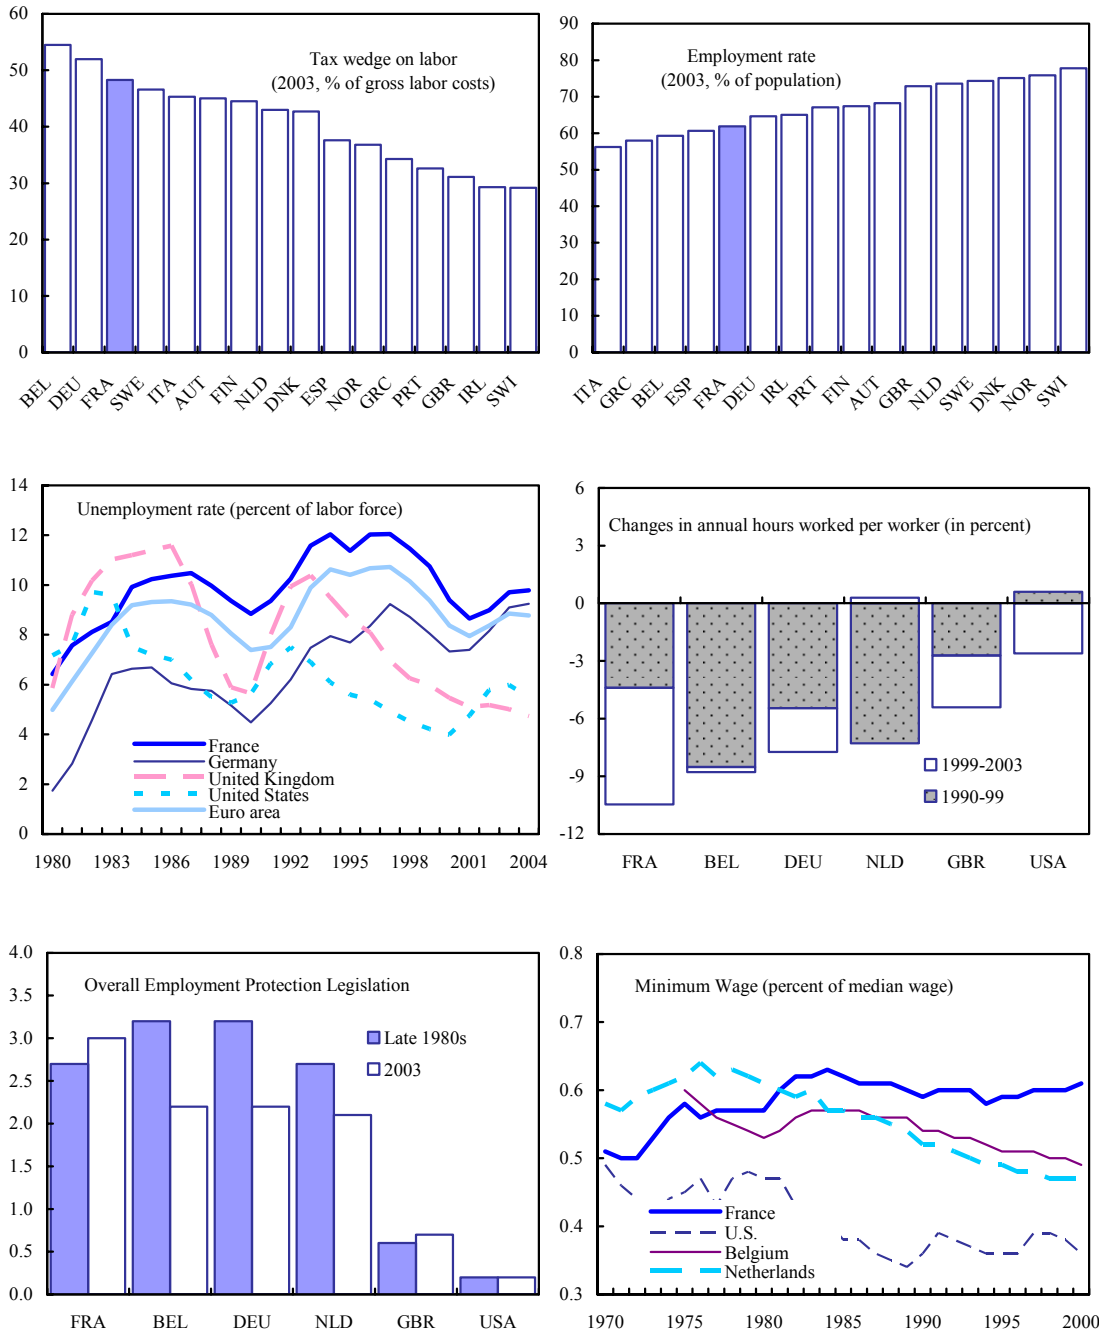 Tax wedge on labor
(2003, % of gross labor costs)
60
50
40
30
20
10
0
BEL DEU FRA SWE ITA AUT FIN NLD DNK ESP NOR GRC PRT GBR IRL SWI
Employment rate
(2003, % of population)
90
80
70
60
50
40
30
20
10
0
ITA GRC BEL ESP FRA DEU IRL PRT FIN AUT GBR NLD SWE DNK NOR SWI
Unemployment rate (percent of labor force)
14
12
10
8
6
4
2
0
France
Germany
United Kingdom
United States
Euro area
1980 1983 1986 1989 1992 1995 1998 2001 2004
Changes in annual hours worked per worker (in percent)
6
3
0
-3
-6
-9
-12
1999-2003
1990-99
FRA BEL DEU NLD GBR USA
Overall Employment Protection Legislation
4.0
3.5
3.0
2.5
2.0
1.5
1.0
0.5
0.0
Late 1980s
2003
FRA BEL DEU NLD GBR USA
Minimum Wage (percent of median wage)
0.8
0.7
0.6
0.5
0.4
0.3
France
U.S.
Belgium
Netherlands
1970 1975 1980 1985 1990 1995 2000